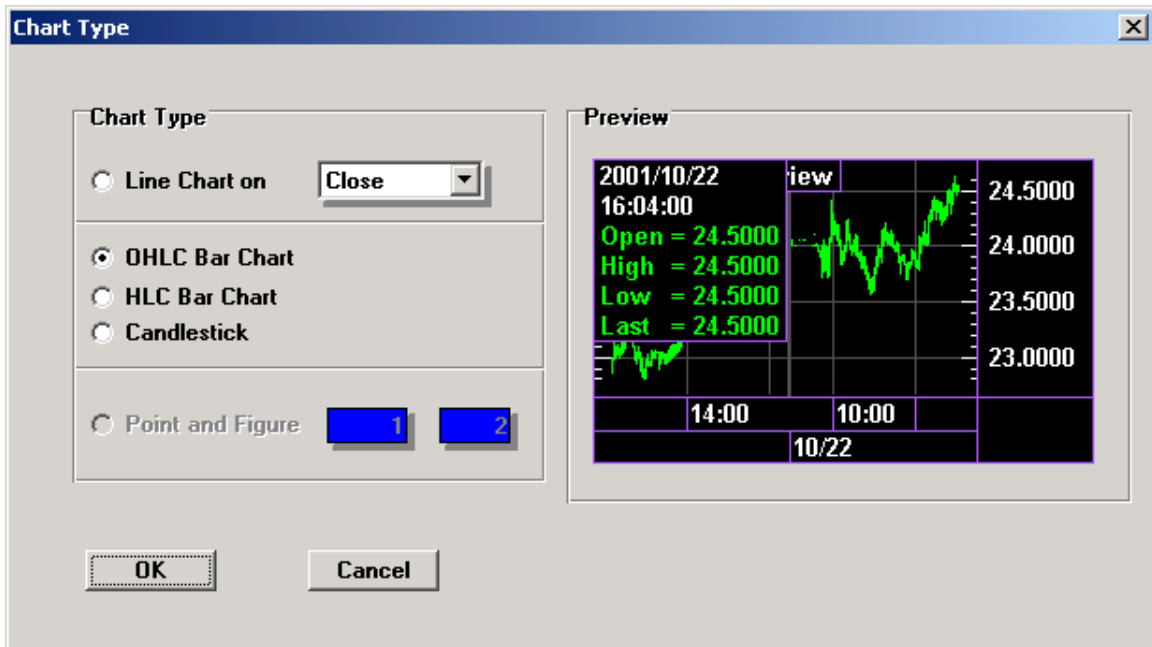 Chart Type
Chart Type
Line Chart on
Close
OHLC Bar Chart
HLC Bar Chart
Candlestick
Point and Figure
1
2
Preview
2001/10/22
16:04:00
Open = 24.5000
High = 24.5000
Low = 24.5000
Last = 24.5000
iew
24.5000
24.0000
23.5000
23.0000
14:00
10:00
10/22
OK
Cancel